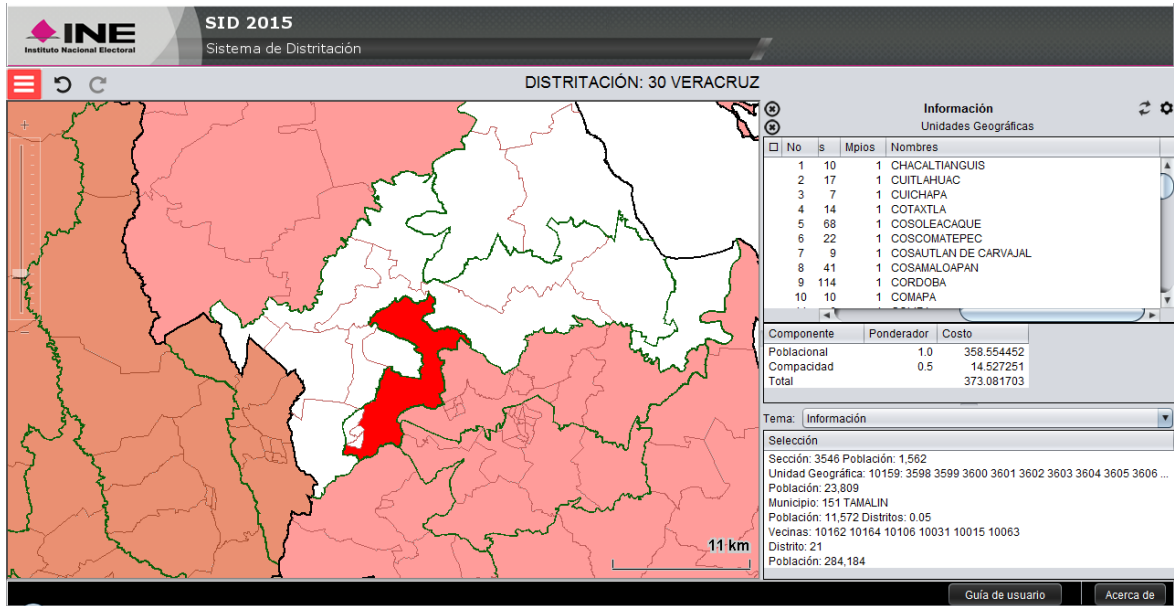 INE
Instituto Nacional Electoral
SID 2015
Sistema de Distritación
DISTRITACIÓN: 30 VERACRUZ
+
11 km
Información
Unidades Geográficas
No s Mpios Nombres
1 10 1 CHACALTIANGUIS
2 17 1 CUITLAHUAC
3 7 1 CUICHAPA
4 14 1 COTAXTLA
5 68 1 COSOLEACAQUE
6 22 1 COSCOMATEPEC
7 9 1 COSAUTLAN DE CARVAJAL
8 41 1 COSAMALOAPAN
9 114 1 CORDOBA
10 10 1 COMAPA
Componente Ponderador Costo
Poblacional 1.0 358.554452
Compacidad 0.5 14.527251
Total 373.081703
Tema: Información
Selección
Sección: 3546 Población: 1,562
Unidad Geográfica: 10159: 3598 3599 3600 3601 3602 3603 3604 3605 3606 ...
Población: 23,809
Municipio: 151 TAMALIN
Población: 11,572 Distritos: 0.05
Vecinas: 10162 10164 10106 10031 10015 10063
Distrito: 21
Población: 284,184
Guía de usuario
Acerca de